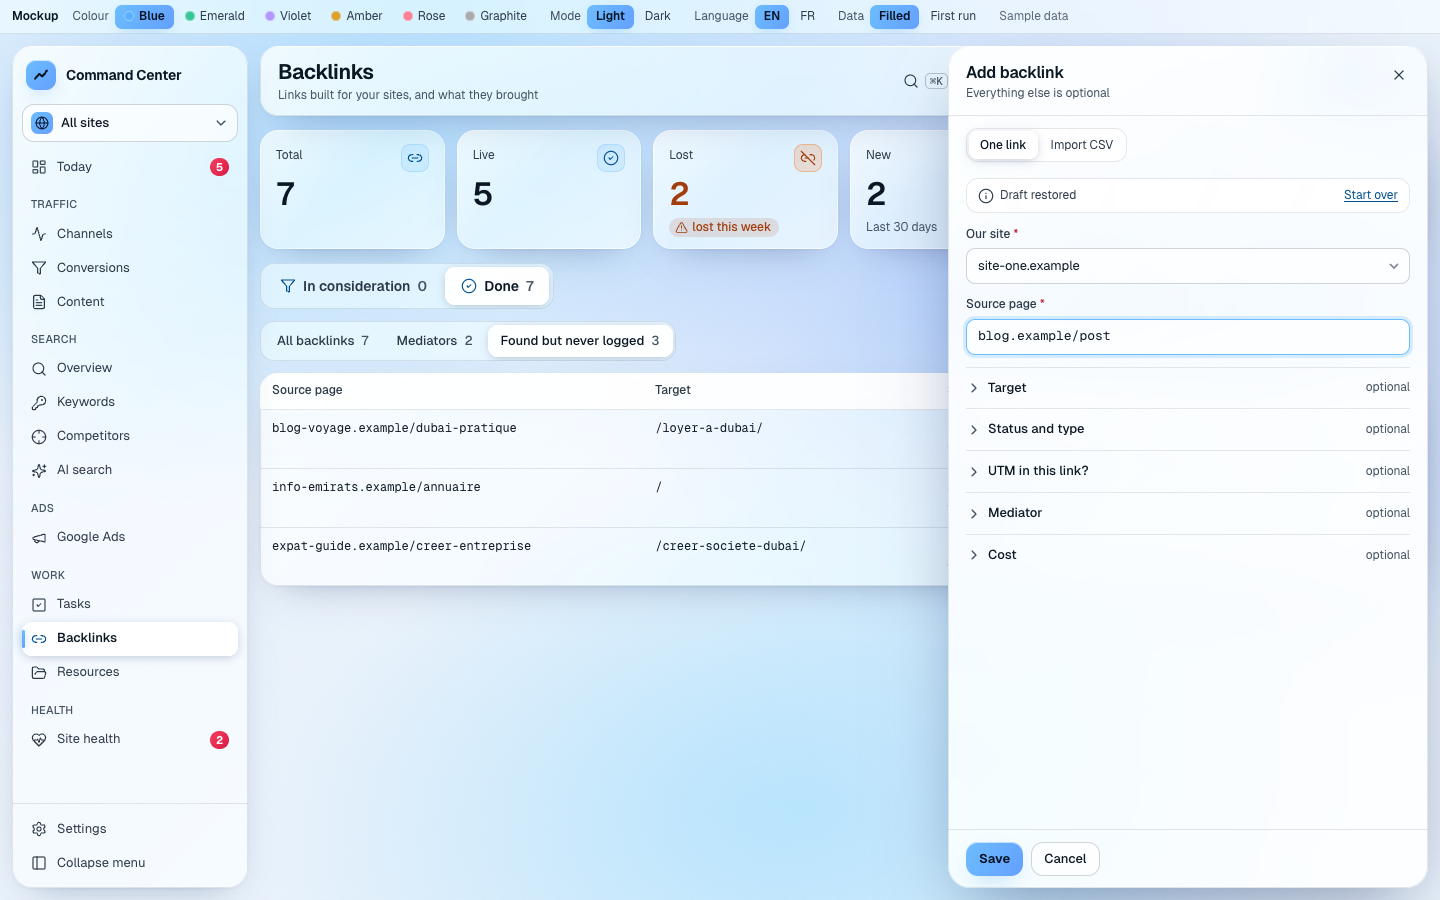 Mockup Colour Blue Emerald Violet Amber Rose Graphite Mode Light Dark Language EN FR Data Filled First run Sample data
Command Center
All sites
Today 5
TRAFFIC
Channels
Conversions
Content
SEARCH
Overview
Keywords
Competitors
AI search
ADS
Google Ads
WORK
Tasks
Backlinks
Resources
HEALTH
Site health 2
Settings
Collapse menu
Backlinks
Links built for your sites, and what they brought
⌘K
Total
7
Live
5
Lost
2
lost this week
New
2
Last 30 days
In consideration 0 Done 7
All backlinks 7 Mediators 2 Found but never logged 3
Source page Target
blog-voyage.example/dubai-pratique /loyer-a-dubai/
info-emirats.example/annuaire /
expat-guide.example/creer-entreprise /creer-societe-dubai/
Add backlink
Everything else is optional
One link Import CSV
Draft restored Start over
Our site *
site-one.example
Source page *
blog.example/post
Target optional
Status and type optional
UTM in this link? optional
Mediator optional
Cost optional
Save Cancel